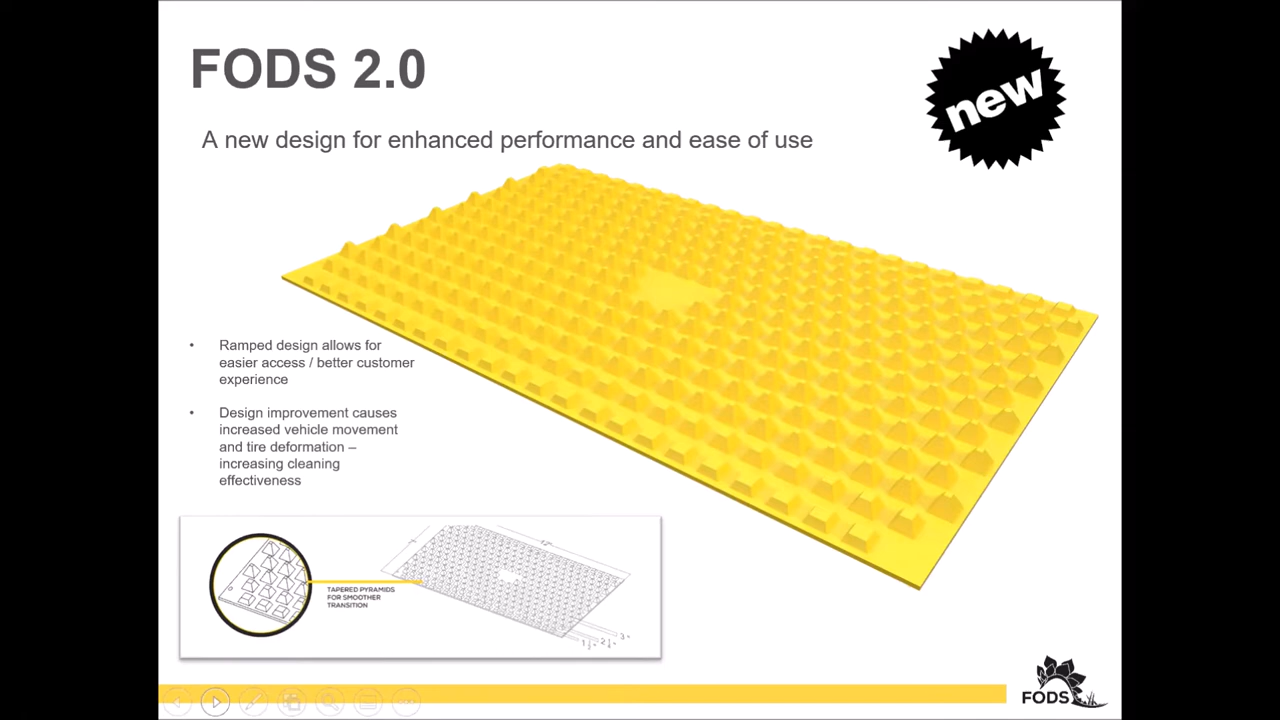 FODS 2.0
new
A new design for enhanced performance and ease of use
• Ramped design allows for
easier access / better customer
experience
• Design improvement causes
increased vehicle movement
and tire deformation –
increasing cleaning
effectiveness
TAPERED PYRAMIDS
FOR SMOOTHER
TRANSITION
FODS